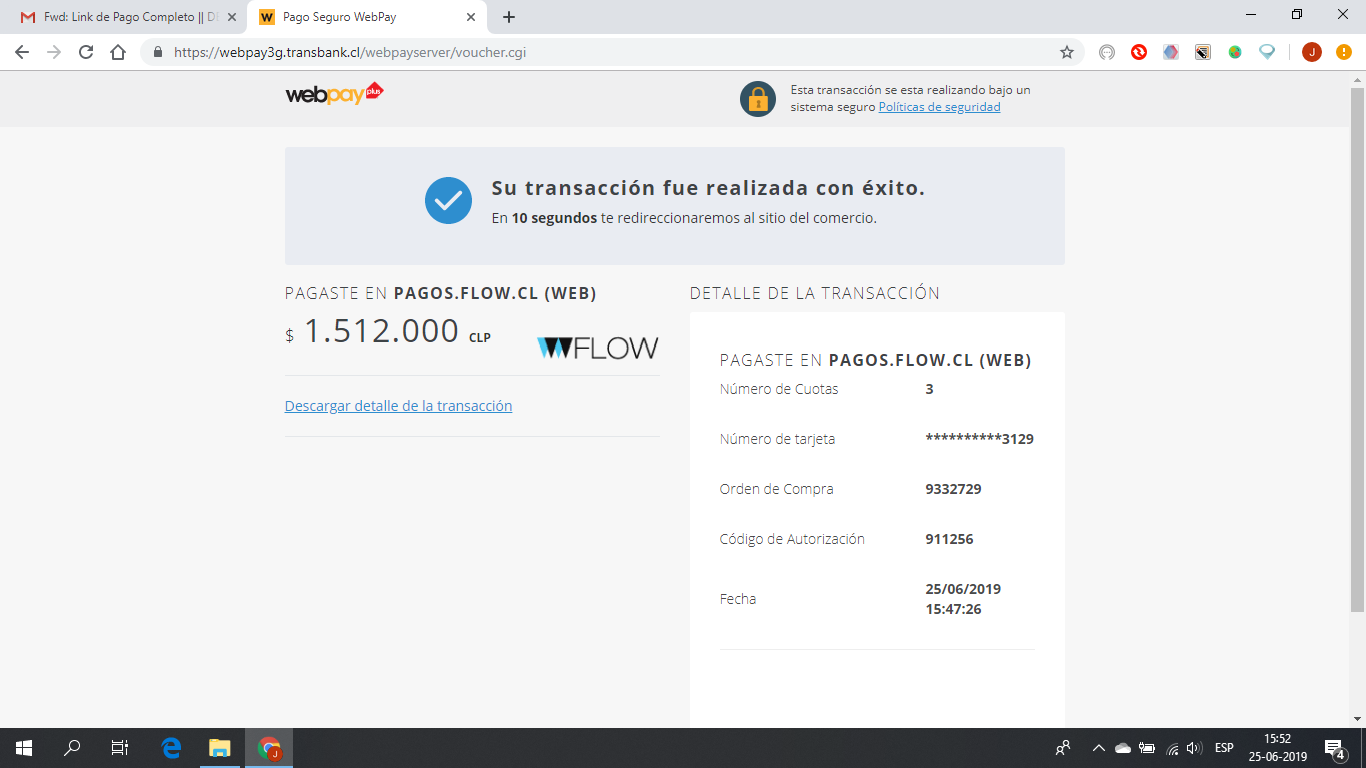 Fwd: Link de Pago Completo || D
Pago Seguro WebPay
https://webpay3g.transbank.cl/webpayserver/voucher.cgi
J
webpay plus
Esta transacción se esta realizando bajo un
sistema seguro Políticas de seguridad
Su transacción fue realizada con éxito.
En 10 segundos te redireccionaremos al sitio del comercio.
PAGASTE EN PAGOS.FLOW.CL (WEB)
$ 1.512.000 CLP
FLOW
Descargar detalle de la transacción
DETALLE DE LA TRANSACCIÓN
PAGASTE EN PAGOS.FLOW.CL (WEB)
Número de Cuotas 3
Número de tarjeta **********3129
Orden de Compra 9332729
Código de Autorización 911256
Fecha 25/06/2019
15:47:26
J
ESP
15:52
25-06-2019
4